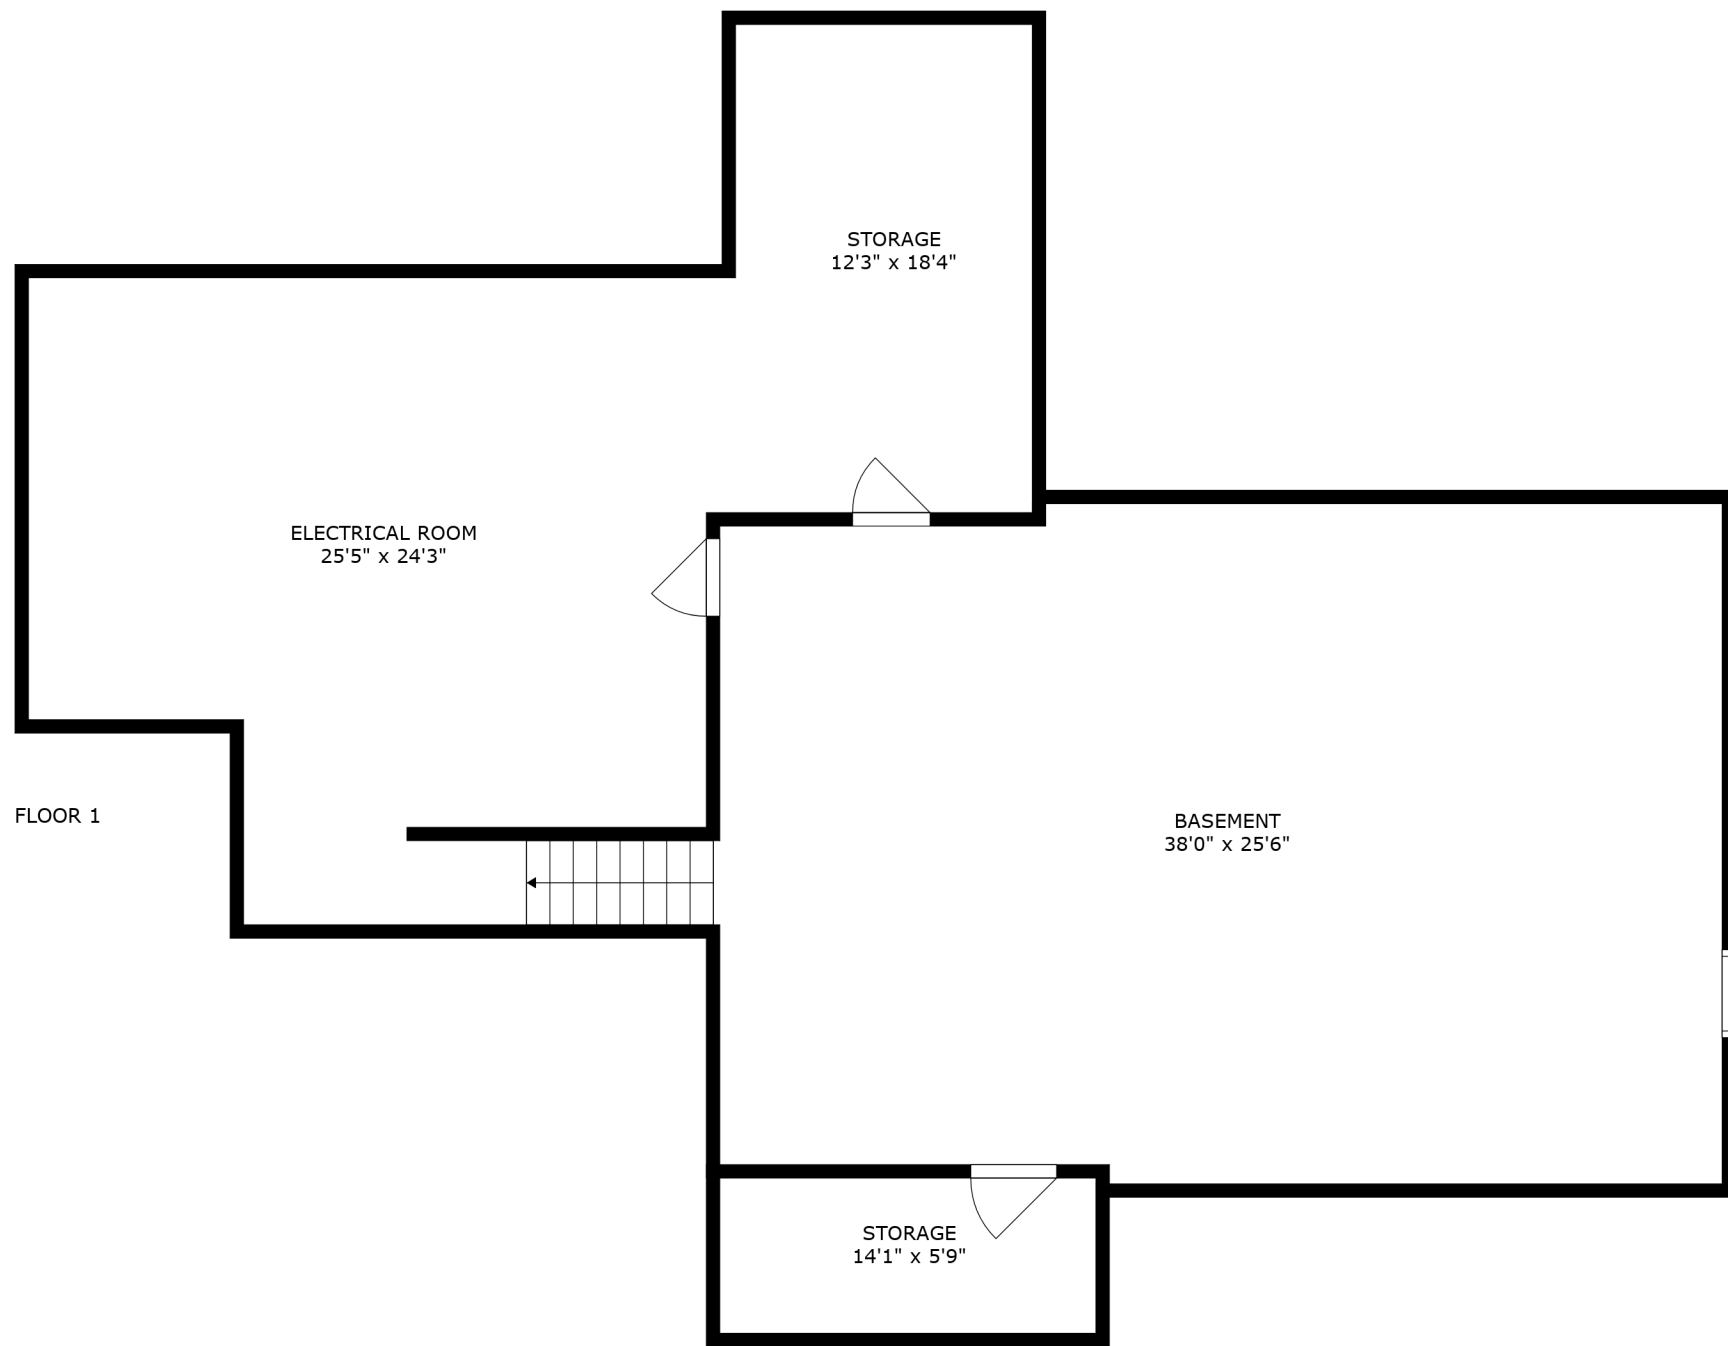 STORAGE
12'3" x 18'4"
ELECTRICAL ROOM
25'5" x 24'3"
FLOOR 1
BASEMENT
38'0" x 25'6"
STORAGE
14'1" x 5'9"